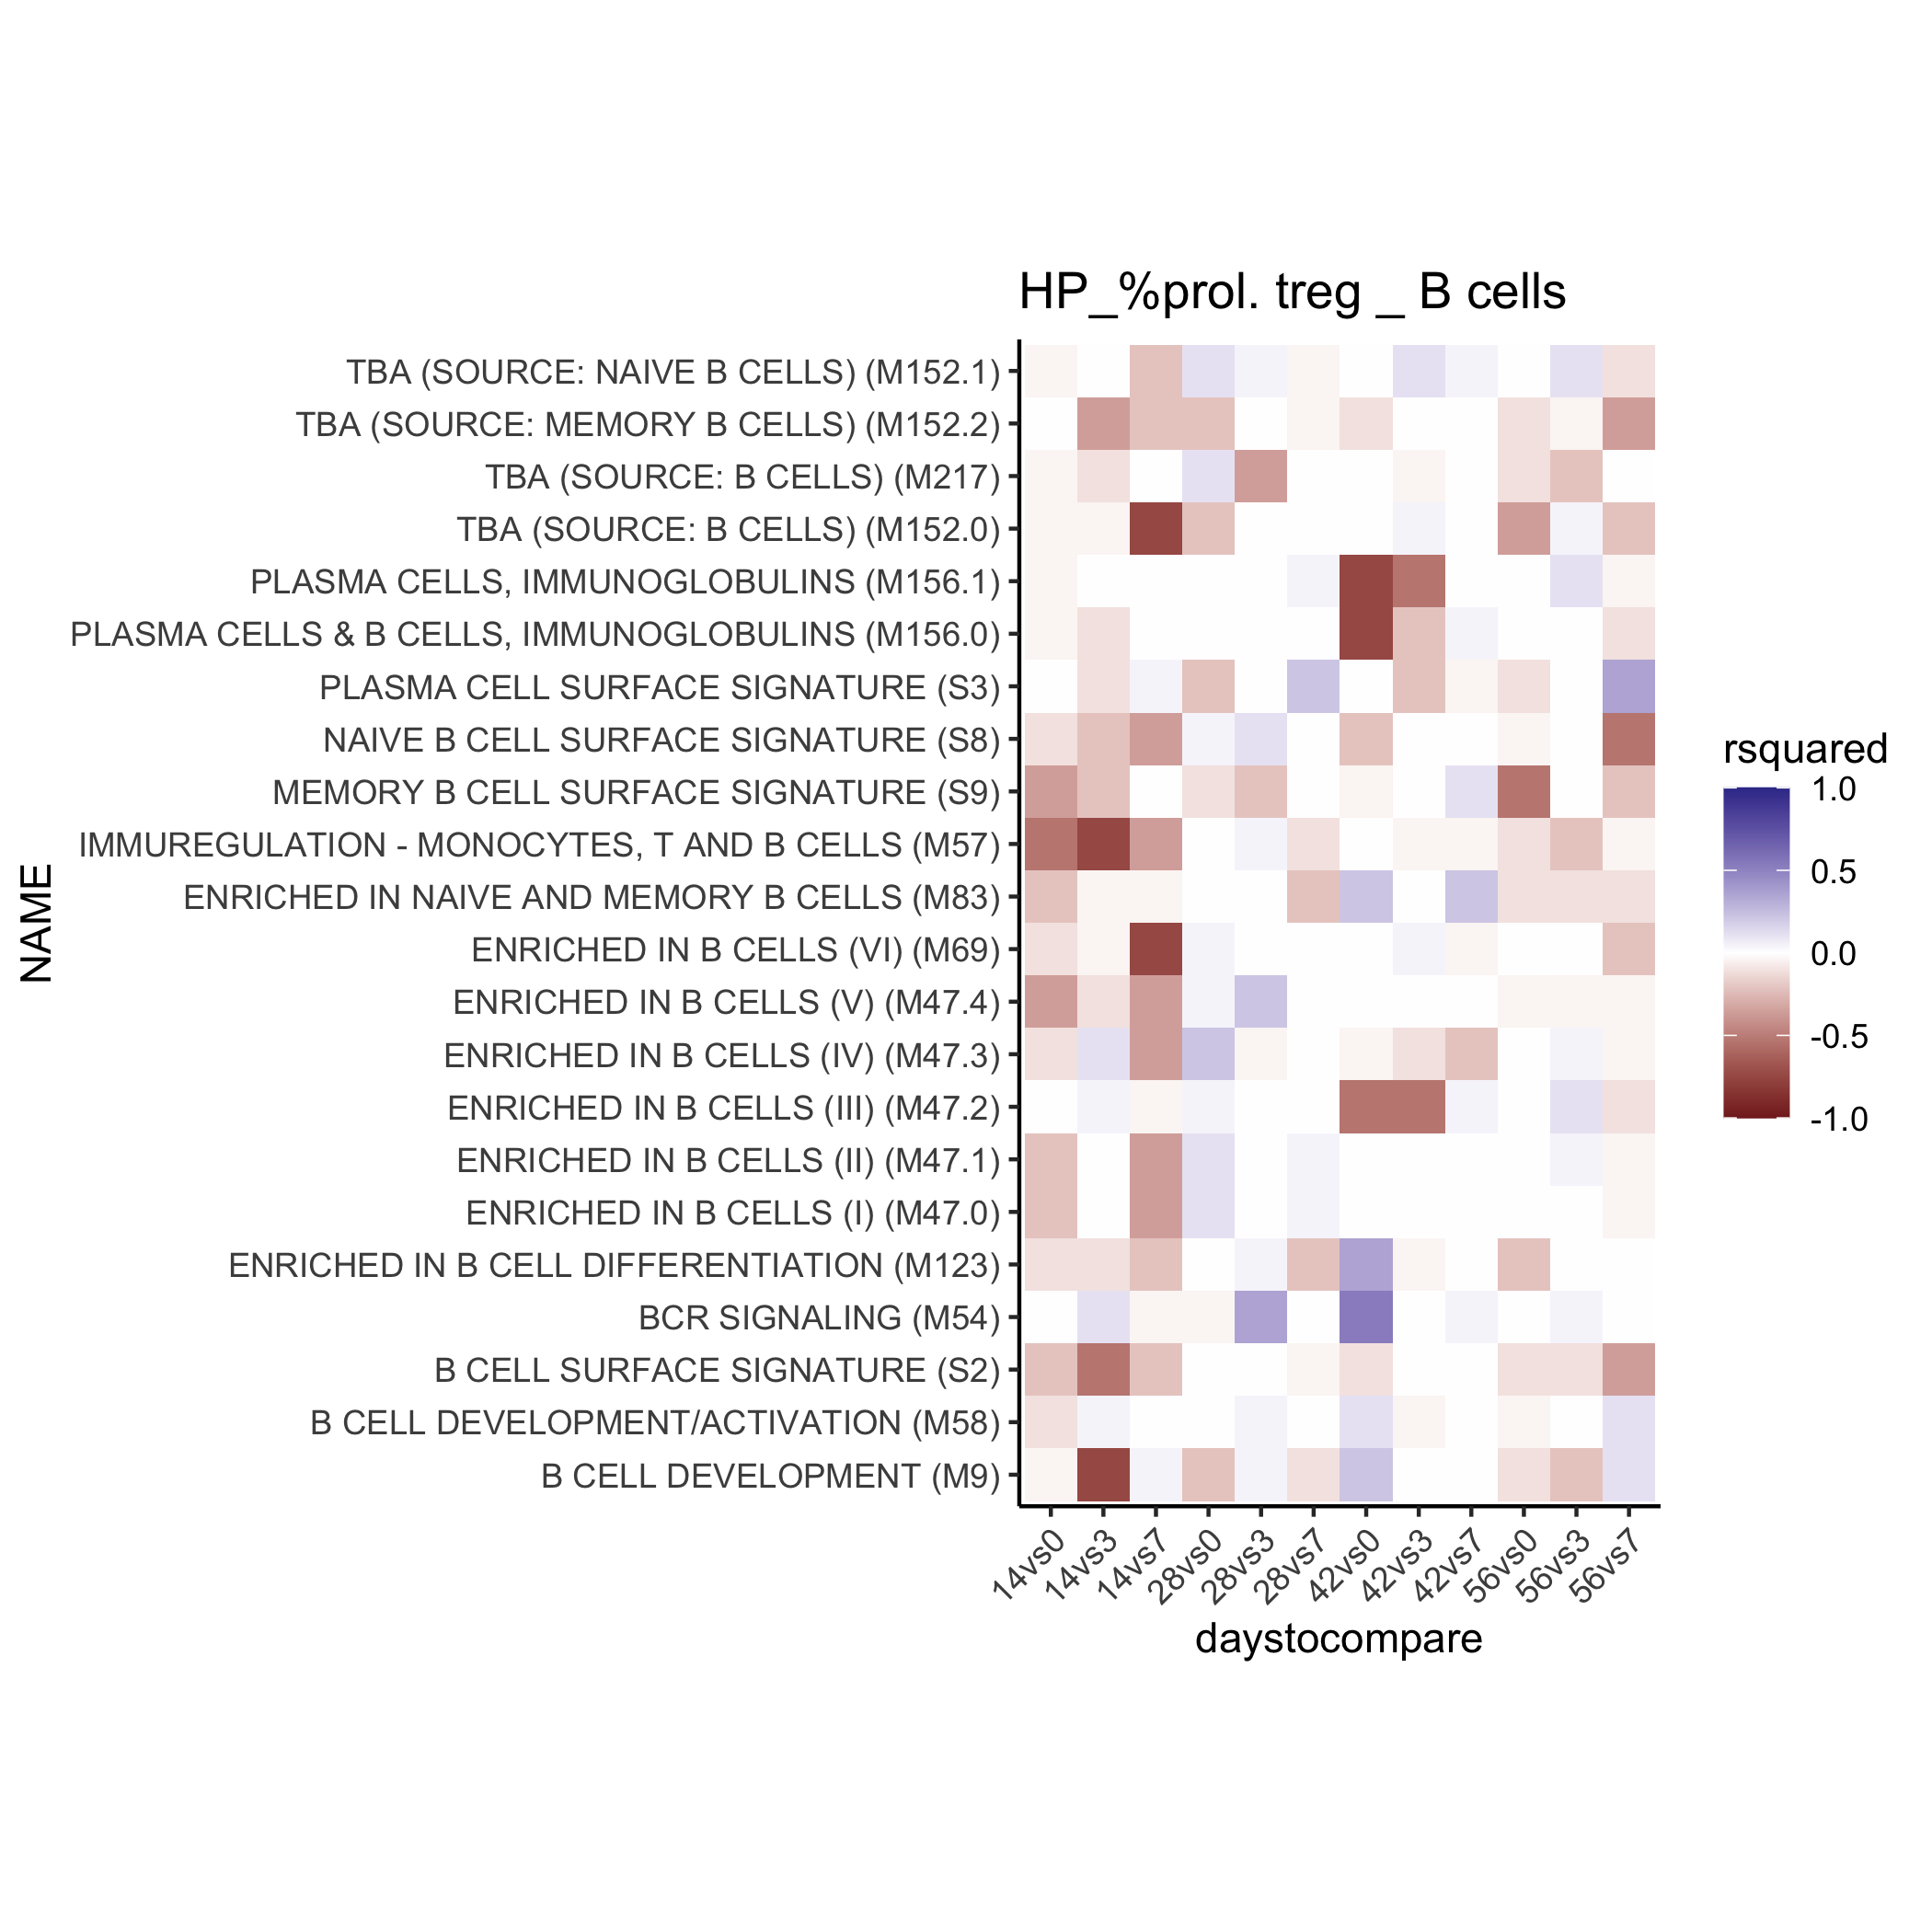 HP_%prol. treg _ B cells
TBA (SOURCE: NAIVE B CELLS) (M152.1)
TBA (SOURCE: MEMORY B CELLS) (M152.2)
TBA (SOURCE: B CELLS) (M217)
TBA (SOURCE: B CELLS) (M152.0)
PLASMA CELLS, IMMUNOGLOBULINS (M156.1)
PLASMA CELLS & B CELLS, IMMUNOGLOBULINS (M156.0)
PLASMA CELL SURFACE SIGNATURE (S3)
NAIVE B CELL SURFACE SIGNATURE (S8)
MEMORY B CELL SURFACE SIGNATURE (S9)
IMMUREGULATION - MONOCYTES, T AND B CELLS (M57)
ENRICHED IN NAIVE AND MEMORY B CELLS (M83)
ENRICHED IN B CELLS (VI) (M69)
ENRICHED IN B CELLS (V) (M47.4)
ENRICHED IN B CELLS (IV) (M47.3)
ENRICHED IN B CELLS (III) (M47.2)
ENRICHED IN B CELLS (II) (M47.1)
ENRICHED IN B CELLS (I) (M47.0)
ENRICHED IN B CELL DIFFERENTIATION (M123)
BCR SIGNALING (M54)
B CELL SURFACE SIGNATURE (S2)
B CELL DEVELOPMENT/ACTIVATION (M58)
B CELL DEVELOPMENT (M9)
NAME
14vs0
14vs3
14vs7
28vs0
28vs3
28vs7
42vs0
42vs3
42vs7
56vs0
56vs3
56vs7
daystocompare
rsquared
1.0
0.5
0.0
-0.5
-1.0